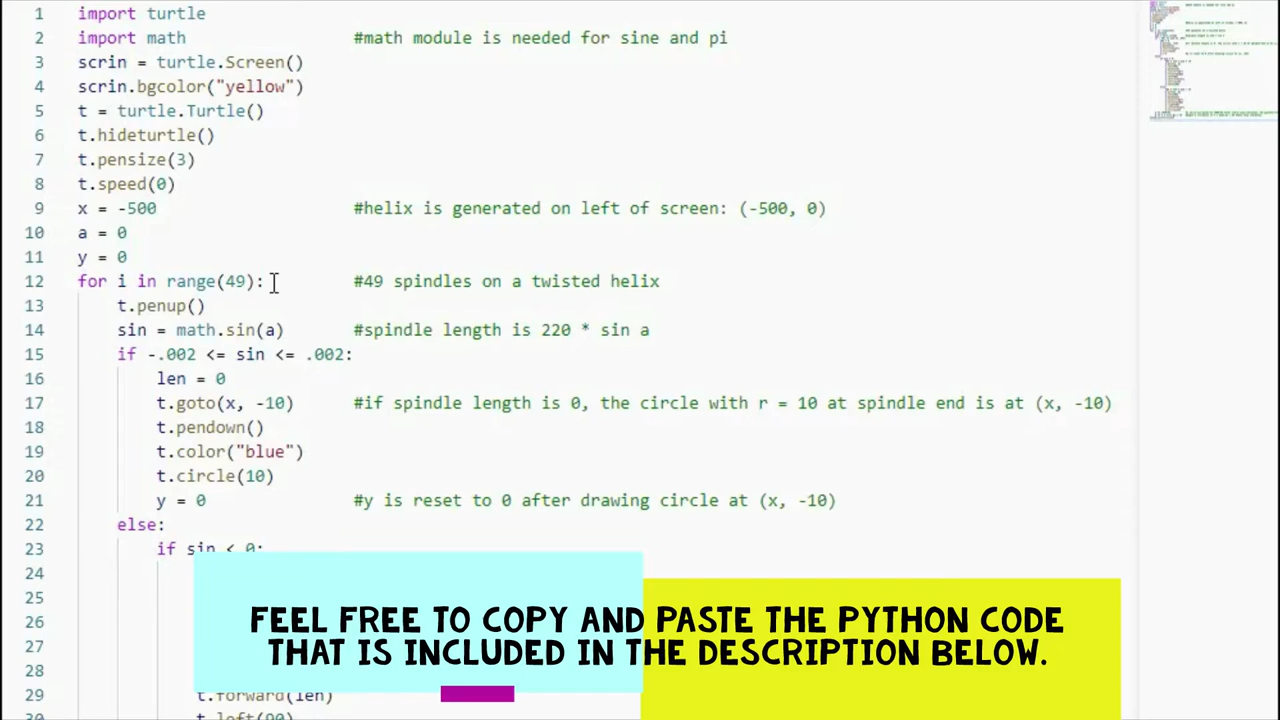 1 import turtle
2 import math #math module is needed for sine and pi
3 scrin = turtle.Screen()
4 scrin.bgcolor("yellow")
5 t = turtle.Turtle()
6 t.hideturtle()
7 t.pensize(3)
8 t.speed(0)
9 x = -500 #helix is generated on left of screen: (-500, 0)
10 a = 0
11 y = 0
12 for i in range(49): #49 spindles on a twisted helix
13 t.penup()
14 sin = math.sin(a) #spindle length is 220 * sin a
15 if -.002 <= sin <= .002:
16 len = 0
17 t.goto(x, -10) #if spindle length is 0, the circle with r = 10 at spindle end is at (x, -10)
18 t.pendown()
19 t.color("blue")
20 t.circle(10)
21 y = 0 #y is reset to 0 after drawing circle at (x, -10)
22 else:
23 if sin < 0:
24
25
26
27
28
29 t.forward(len)
30 t.left(90)
FEEL FREE TO COPY AND PASTE THE PYTHON CODE
THAT IS INCLUDED IN THE DESCRIPTION BELOW.